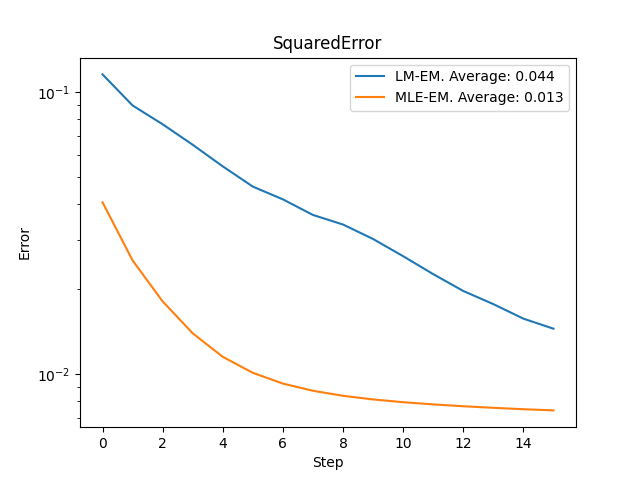 SquaredError
LM-EM. Average: 0.044
MLE-EM. Average: 0.013
Error
10⁻¹
10⁻²
0 2 4 6 8 10 12 14
Step